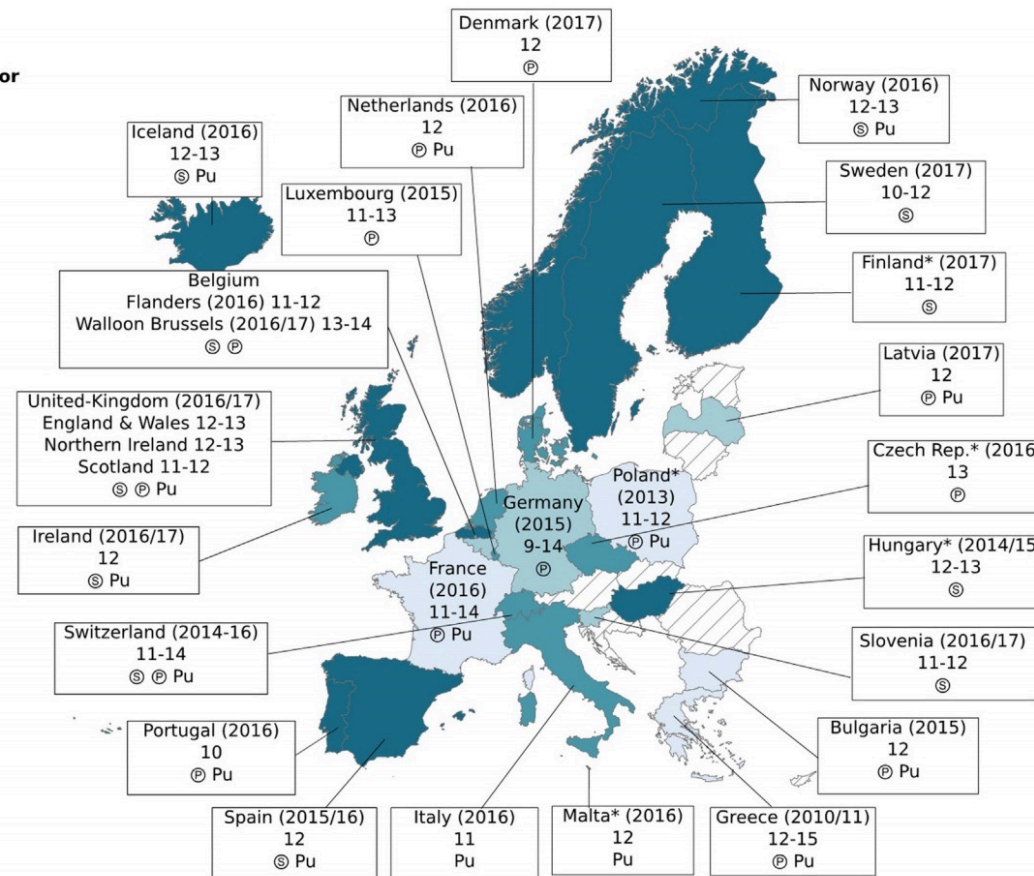 or
Denmark (2017)
12
Ⓟ
Netherlands (2016)
12
Ⓟ Pu
Norway (2016)
12-13
Ⓢ Pu
Iceland (2016)
12-13
Ⓢ Pu
Luxembourg (2015)
11-13
Ⓟ
Sweden (2017)
10-12
Ⓢ
Belgium
Flanders (2016) 11-12
Walloon Brussels (2016/17) 13-14
Ⓢ Ⓟ
Finland* (2017)
11-12
Ⓢ
Latvia (2017)
12
Ⓟ Pu
United-Kingdom (2016/17)
England & Wales 12-13
Northern Ireland 12-13
Scotland 11-12
Ⓢ Ⓟ Pu
Czech Rep.* (2016
13
Ⓟ
Poland*
(2013)
11-12
Ⓟ Pu
Germany
(2015)
9-14
Ⓟ
Ireland (2016/17)
12
Ⓢ Pu
Hungary* (2014/15
12-13
Ⓢ
France
(2016)
11-14
Ⓟ Pu
Switzerland (2014-16)
11-14
Ⓢ Ⓟ Pu
Slovenia (2016/17)
11-12
Ⓢ
Portugal (2016)
10
Ⓟ Pu
Bulgaria (2015)
12
Ⓟ Pu
Spain (2015/16)
12
Ⓢ Pu
Italy (2016)
11
Pu
Malta* (2016)
12
Pu
Greece (2010/11)
12-15
Ⓟ Pu